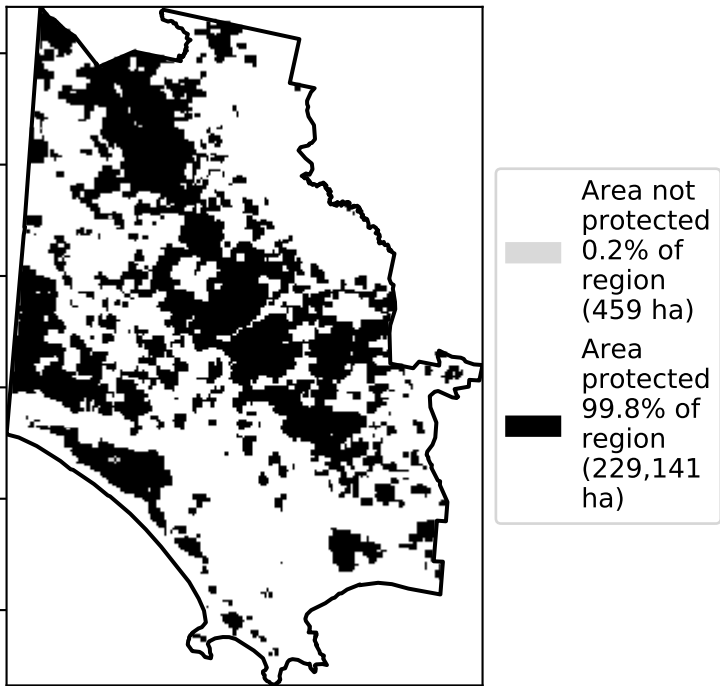 Area not
protected
0.2% of
region
(459 ha)
Area
protected
99.8% of
region
(229,141
ha)